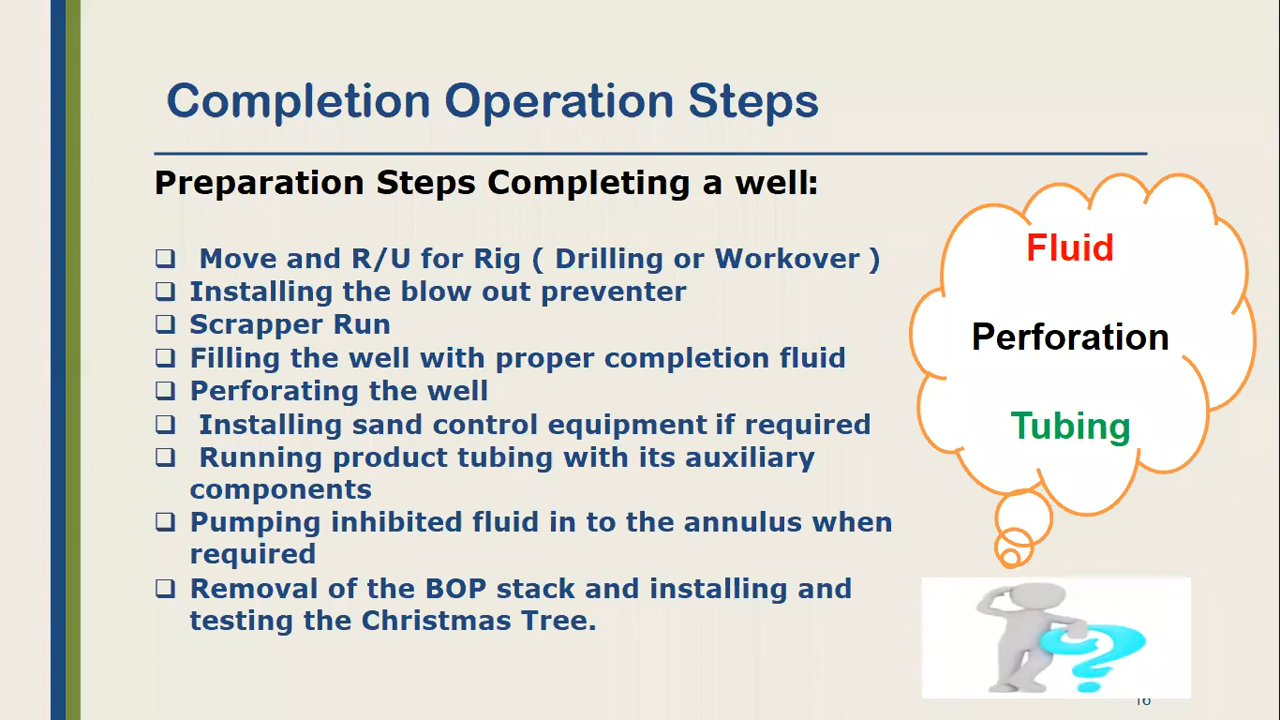 Completion Operation Steps
Preparation Steps Completing a well:
❑ Move and R/U for Rig ( Drilling or Workover )
❑ Installing the blow out preventer
❑ Scrapper Run
❑ Filling the well with proper completion fluid
❑ Perforating the well
❑ Installing sand control equipment if required
❑ Running product tubing with its auxiliary
components
❑ Pumping inhibited fluid in to the annulus when
required
❑ Removal of the BOP stack and installing and
testing the Christmas Tree.
Fluid
Perforation
Tubing
16